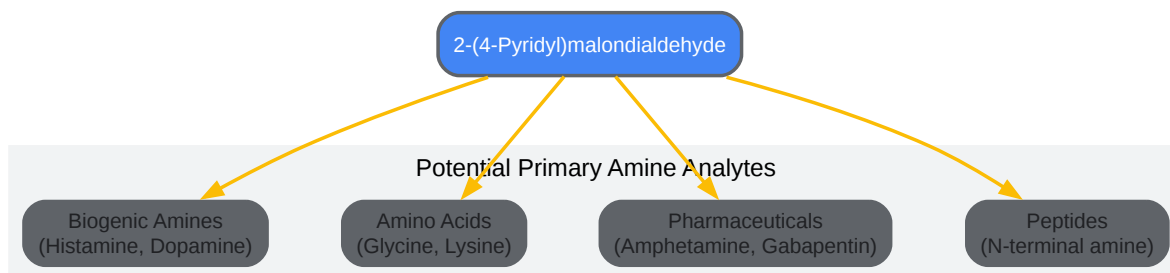 2-(4-Pyridyl)malondialdehyde
Potential Primary Amine Analytes
Biogenic Amines
(Histamine, Dopamine)
Amino Acids
(Glycine, Lysine)
Pharmaceuticals
(Amphetamine, Gabapentin)
Peptides
(N-terminal amine)